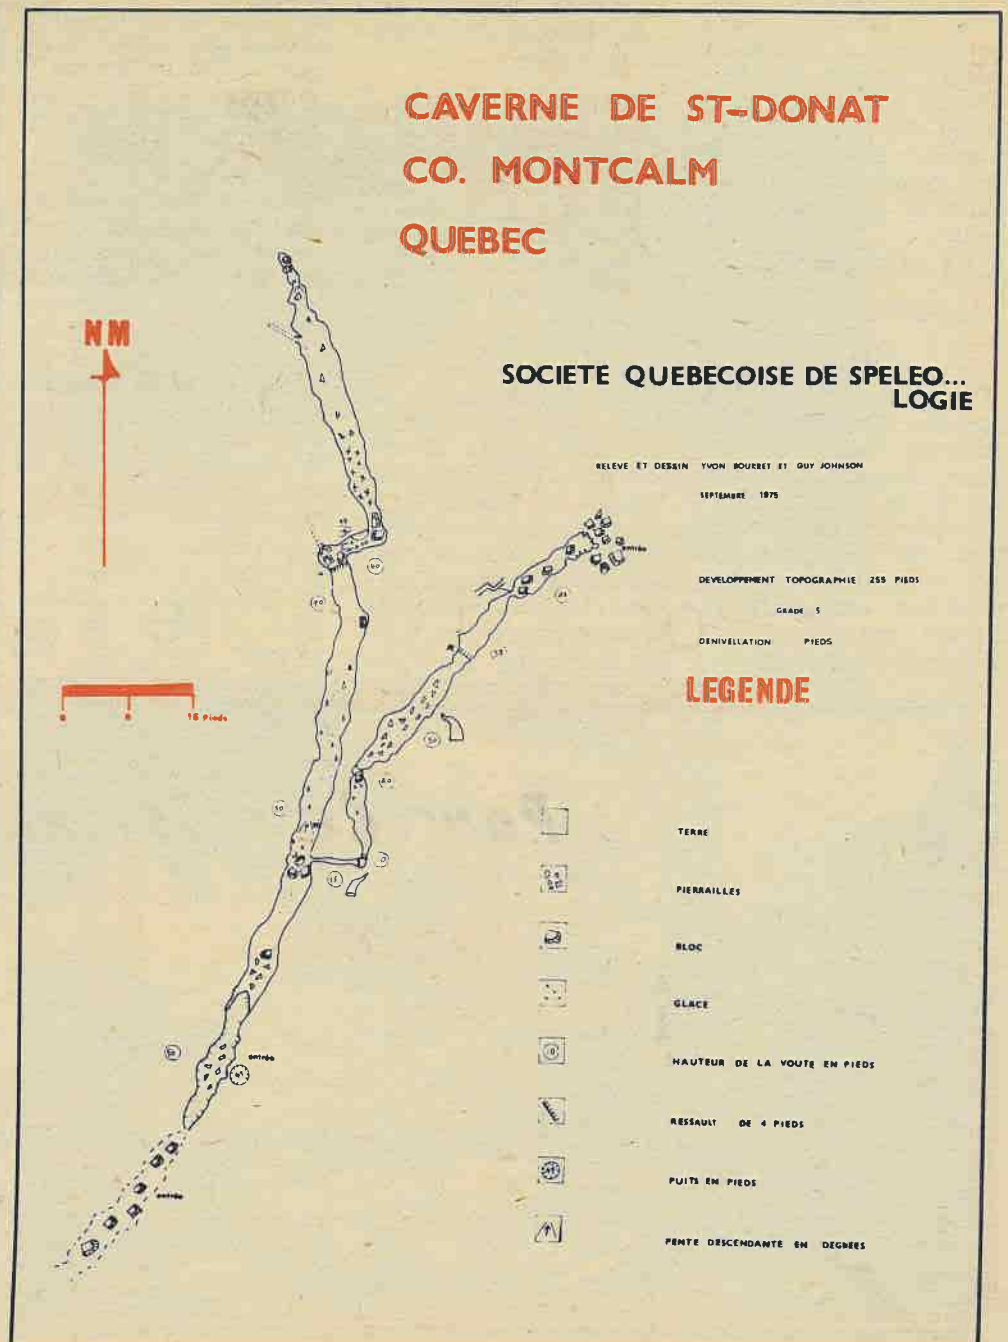 CAVERNE DE ST-DONAT
CO. MONTCALM
QUEBEC
NM
SOCIETE QUEBECOISE DE SPELEO...
LOGIE
RELEVE ET DESSIN YVON BOURRET ET GUY JOHNSON
SEPTEMBRE 1975
entrée
DEVELOPPEMENT TOPOGRAPHIE 255 PIEDS
GRADE 5
DENIVELLATION PIEDS
LEGENDE
15 Pieds
TERRE
PIERRAILLES
BLOC
GLACE
HAUTEUR DE LA VOUTE EN PIEDS
entrée
RESSAULT DE 4 PIEDS
PUITS EN PIEDS
entrée
PENTE DESCENDANTE EN DEGREES